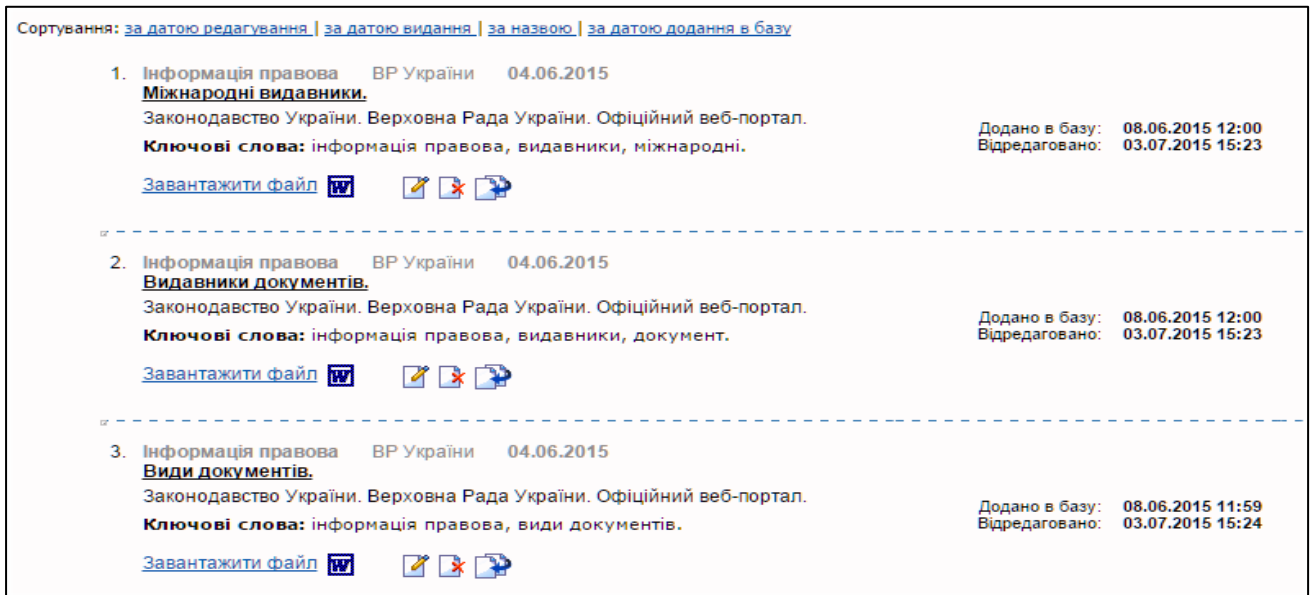 Сортування: за датою редагування | за датою видання | за назвою | за датою додання в базу
1. Інформація правова ВР України 04.06.2015
Міжнародні видавники.
Законодавство України. Верховна Рада України. Офіційний веб-портал.
Додано в базу: 08.06.2015 12:00
Ключові слова: інформація правова, видавники, міжнародні.
Відредаговано: 03.07.2015 15:23
Завантажити файл W
2. Інформація правова ВР України 04.06.2015
Видавники документів.
Законодавство України. Верховна Рада України. Офіційний веб-портал.
Додано в базу: 08.06.2015 12:00
Ключові слова: інформація правова, видавники, документ.
Відредаговано: 03.07.2015 15:23
Завантажити файл W
3. Інформація правова ВР України 04.06.2015
Види документів.
Законодавство України. Верховна Рада України. Офіційний веб-портал.
Додано в базу: 08.06.2015 11:59
Ключові слова: інформація правова, види документів.
Відредаговано: 03.07.2015 15:24
Завантажити файл W